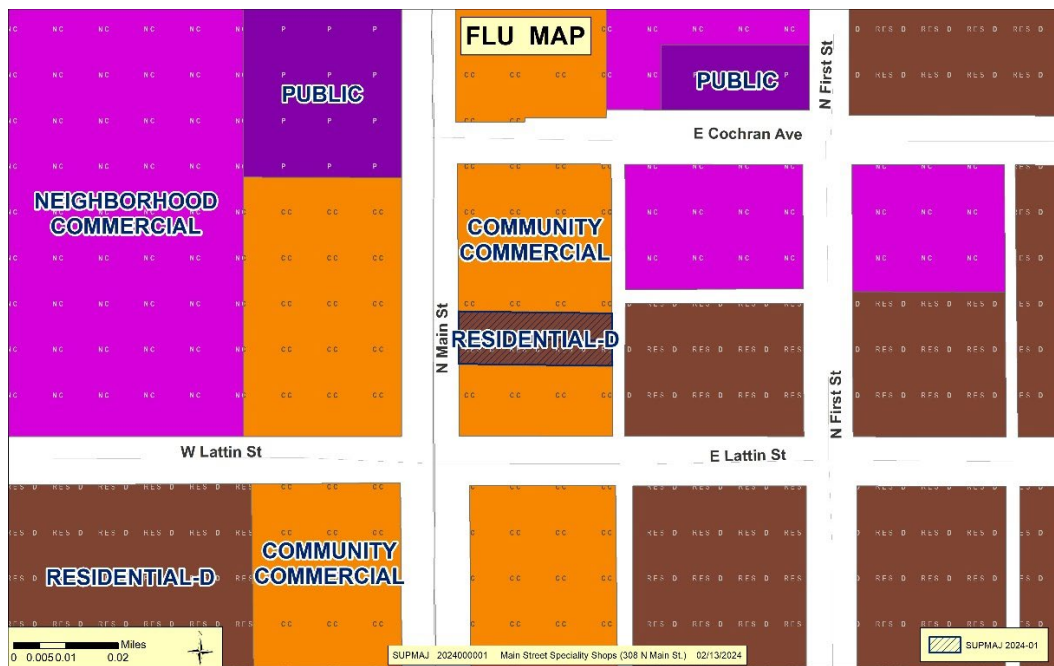 FLU MAP
PUBLIC
PUBLIC
N First St
E Cochran Ave
NEIGHBORHOOD
COMMERCIAL
COMMUNITY
COMMERCIAL
N Main St
RESIDENTIAL-D
N First St
W Lattin St
E Lattin St
COMMUNITY
COMMERCIAL
RESIDENTIAL-D
Miles
0 0.005 0.01 0.02
SUPMAJ 2024000001 Main Street Speciality Shops (308 N Main St.) 02/13/2024
SUPMAJ 2024-01